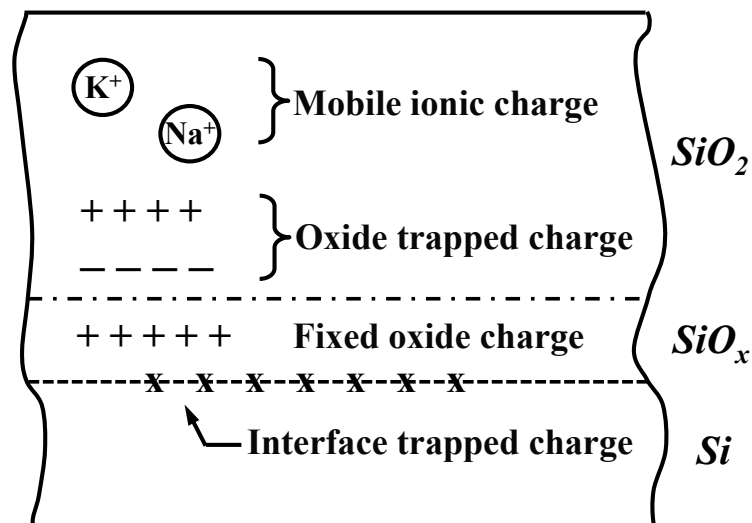 K⁺
Mobile ionic charge
Na⁺
SiO₂
+ + + +
Oxide trapped charge
– – – –
+ + + + +
Fixed oxide charge
SiOₓ
x x x x x x x
Interface trapped charge
Si